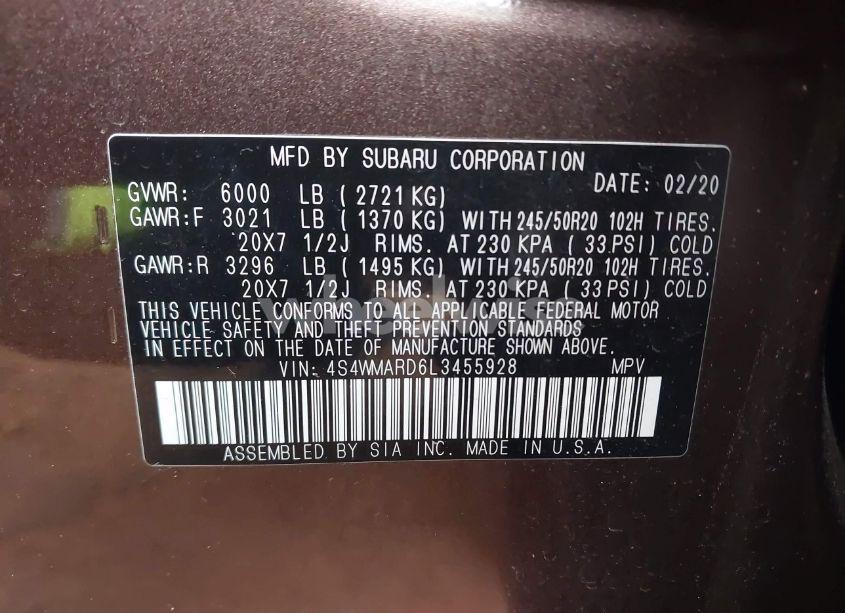 MFD BY SUBARU CORPORATION
DATE: 02/20
GVWR: 6000 LB ( 2721 KG)
GAWR:F 3021 LB ( 1370 KG) WITH 245/50R20 102H TIRES.
20X7 1/2J RIMS. AT 230 KPA ( 33 PSI) COLD
GAWR:R 3296 LB ( 1495 KG) WITH 245/50R20 102H TIRES.
20X7 1/2J RIMS. AT 230 KPA ( 33 PSI) COLD
THIS VEHICLE CONFORMS TO ALL APPLICABLE FEDERAL MOTOR
VEHICLE SAFETY AND THEFT PREVENTION STANDARDS
IN EFFECT ON THE DATE OF MANUFACTURE SHOWN ABOVE.
VIN: 4S4WMARD6L3455928 MPV
ASSEMBLED BY SIA INC. MADE IN U.S.A.